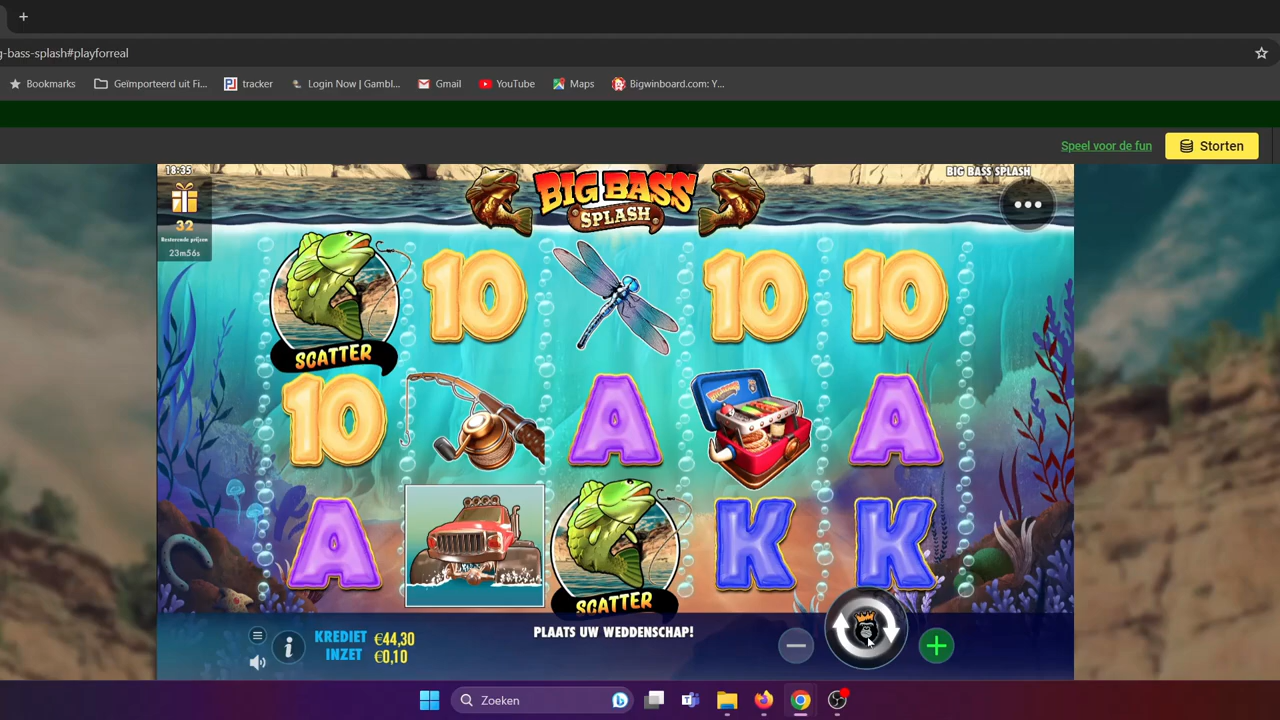 g-bass-splash#playforreal
Bookmarks
Geïmporteerd uit Fi...
tracker
Login Now | Gambl...
Gmail
YouTube
Maps
Bigwinboard.com: Y...
Speel voor de fun
Storten
18:35
BIG BASS SPLASH
32
Resterende prijzen
23m56s
BIG BASS
SPLASH
SCATTER
10
10
10
10
A
A
A
SCATTER
K
K
KREDIET €44,30
INZET €0,10
PLAATS UW WEDDENSCHAP!
Zoeken